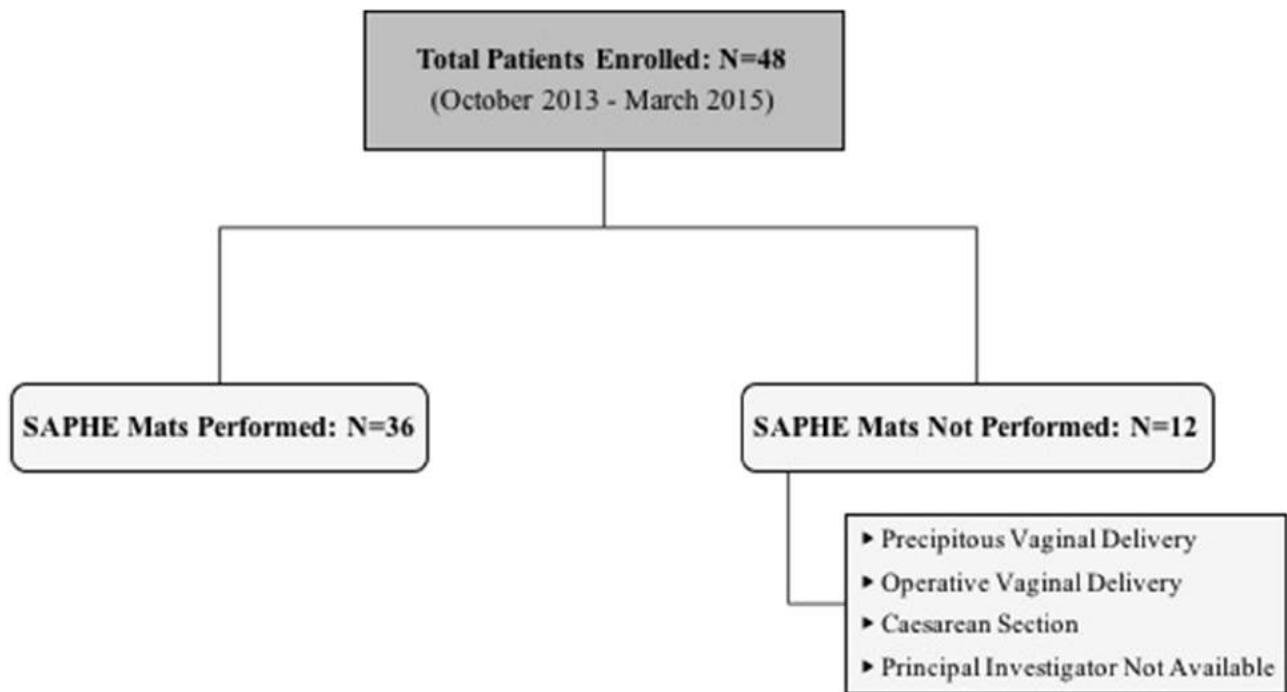 Total Patients Enrolled: N=48
(October 2013 - March 2015)
SAPHE Mats Performed: N=36
SAPHE Mats Not Performed: N=12
▸ Precipitous Vaginal Delivery
▸ Operative Vaginal Delivery
▸ Caesarean Section
▸ Principal Investigator Not Available